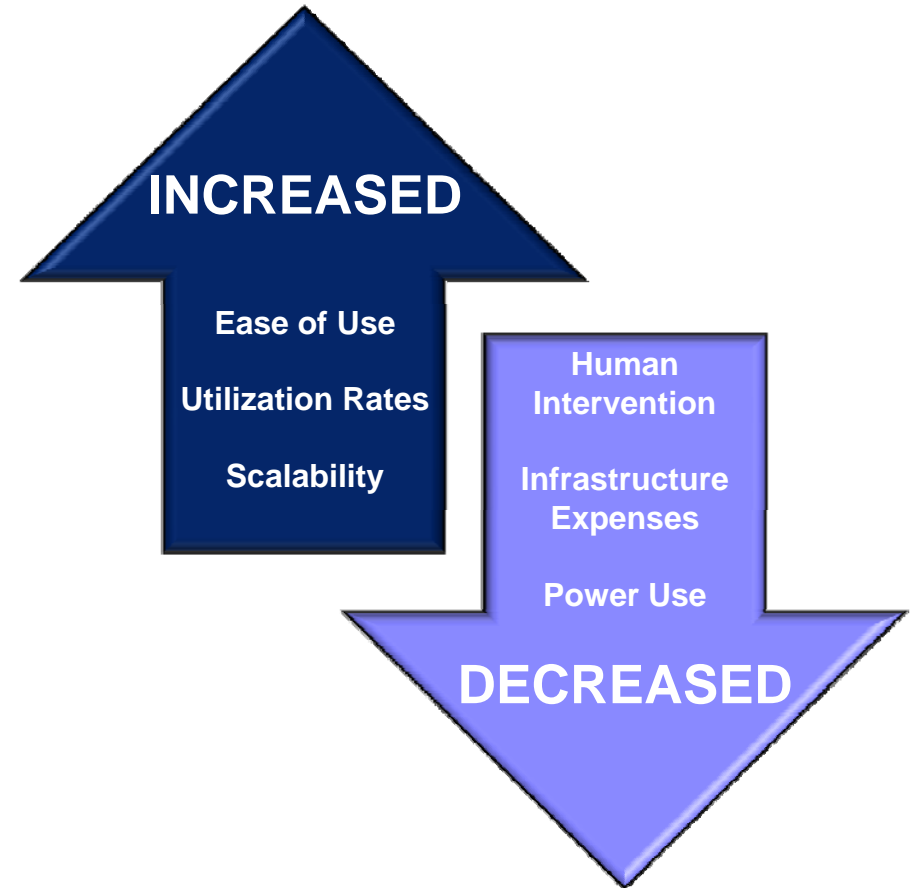 INCREASED
Ease of Use
Utilization Rates
Scalability
Human
Intervention
Infrastructure
Expenses
Power Use
DECREASED